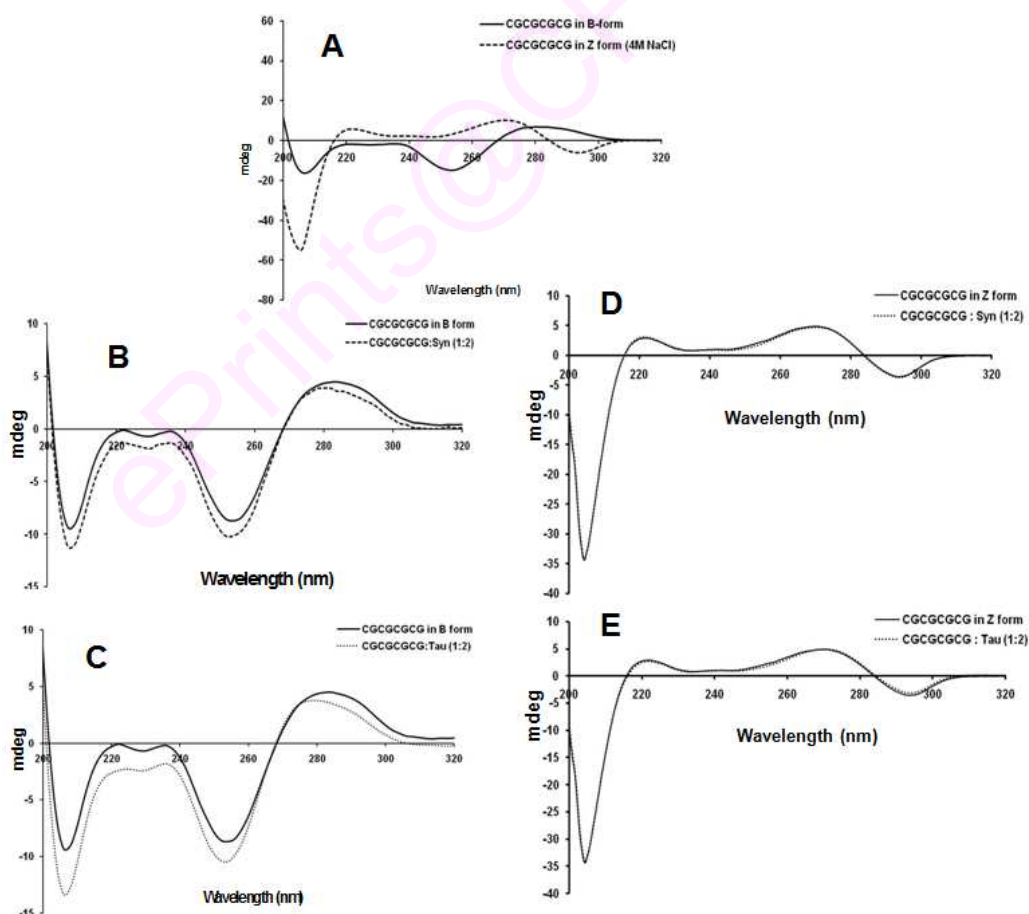 A
CGCGCGCG in B-form
CGCGCGCG in Z form (4M NaCl)
60
40
20
0
-20
-40
-60
-80
200 220 240 260 280 300 320
mdeg
Wavelength (nm)
B
CGCGCGCG in B form
CGCGCGCG:Syn (1:2)
10
5
0
-5
-10
-15
200 220 240 260 280 300 320
mdeg
Wavelength (nm)
C
CGCGCGCG in B form
CGCGCGCG:Tau (1:2)
10
5
0
-5
-10
-15
200 220 240 260 280 300 320
mdeg
Wavelength (nm)
D
CGCGCGCG in Z form
CGCGCGCG : Syn (1:2)
10
5
0
-5
-10
-15
-20
-25
-30
-35
-40
200 220 240 260 280 300 320
mdeg
Wavelength (nm)
E
CGCGCGCG in Z form
CGCGCGCG : Tau (1:2)
10
5
0
-5
-10
-15
-20
-25
-30
-35
-40
200 220 240 260 280 300 320
mdeg
Wavelength (nm)